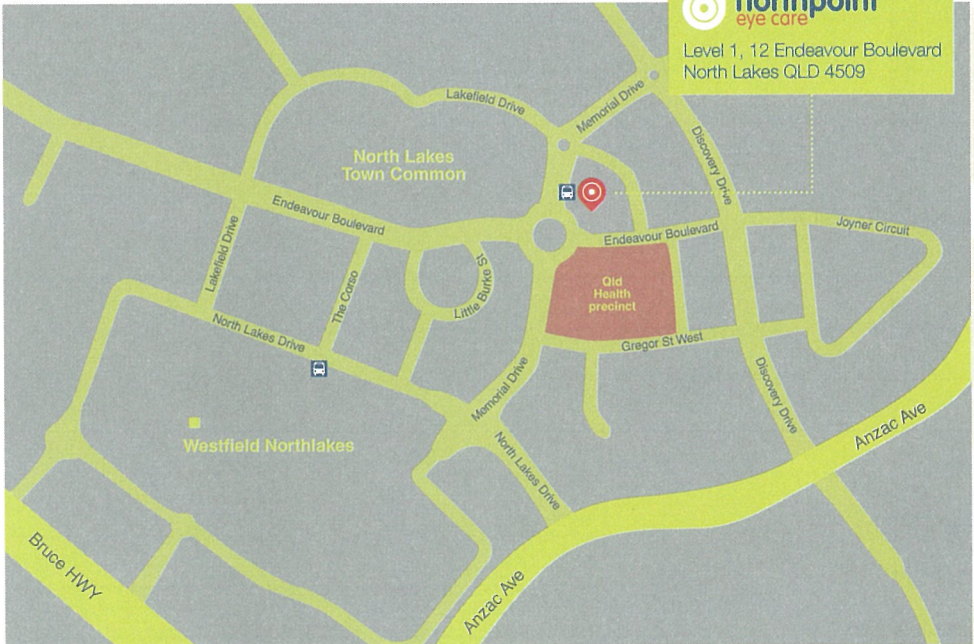 northpoint
eye care
Level 1, 12 Endeavour Boulevard
North Lakes QLD 4509
Lakefield Drive
Memorial Drive
Discovery Drive
North Lakes
Town Common
Endeavour Boulevard
Endeavour Boulevard
Joyner Circuit
Lakefield Drive
The Corso
Little Burke St
Qld
Health
precinct
North Lakes Drive
Gregor St West
Memorial Drive
Discovery Drive
Westfield Northlakes
North Lakes Drive
Anzac Ave
Bruce HWY
Anzac Ave